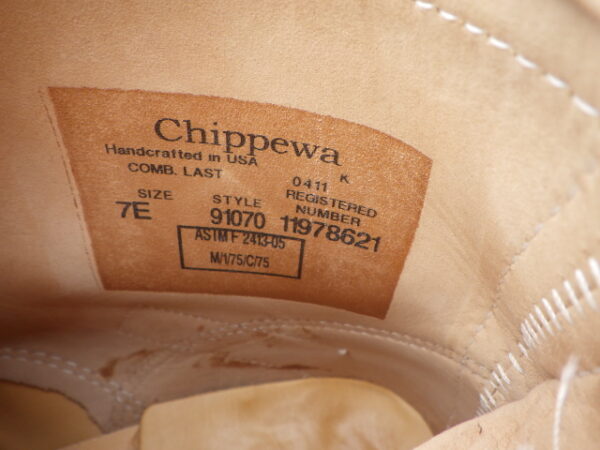 Chippewa
Handcrafted in USA
COMB. LAST
0411 K
SIZE STYLE REGISTERED NUMBER
7E 91070 11978621
ASTM F 2413-05
M/1/75/C/75